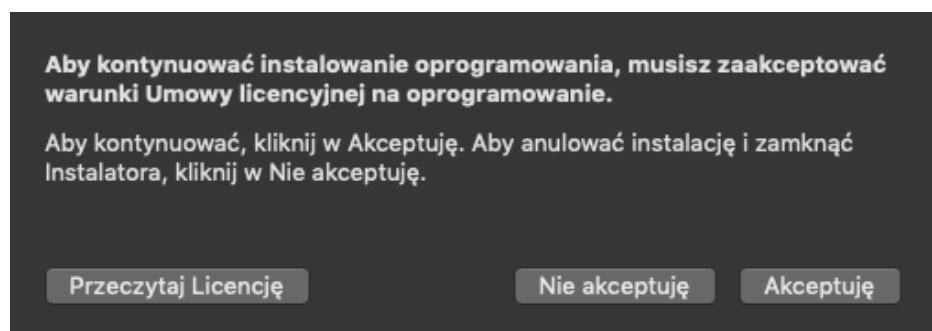 Aby kontynuować instalowanie oprogramowania, musisz zaakceptować
warunki Umowy licencyjnej na oprogramowanie.
Aby kontynuować, kliknij w Akceptuję. Aby anulować instalację i zamknąć
Instalatora, kliknij w Nie akceptuję.
Przeczytaj Licencję Nie akceptuję Akceptuję